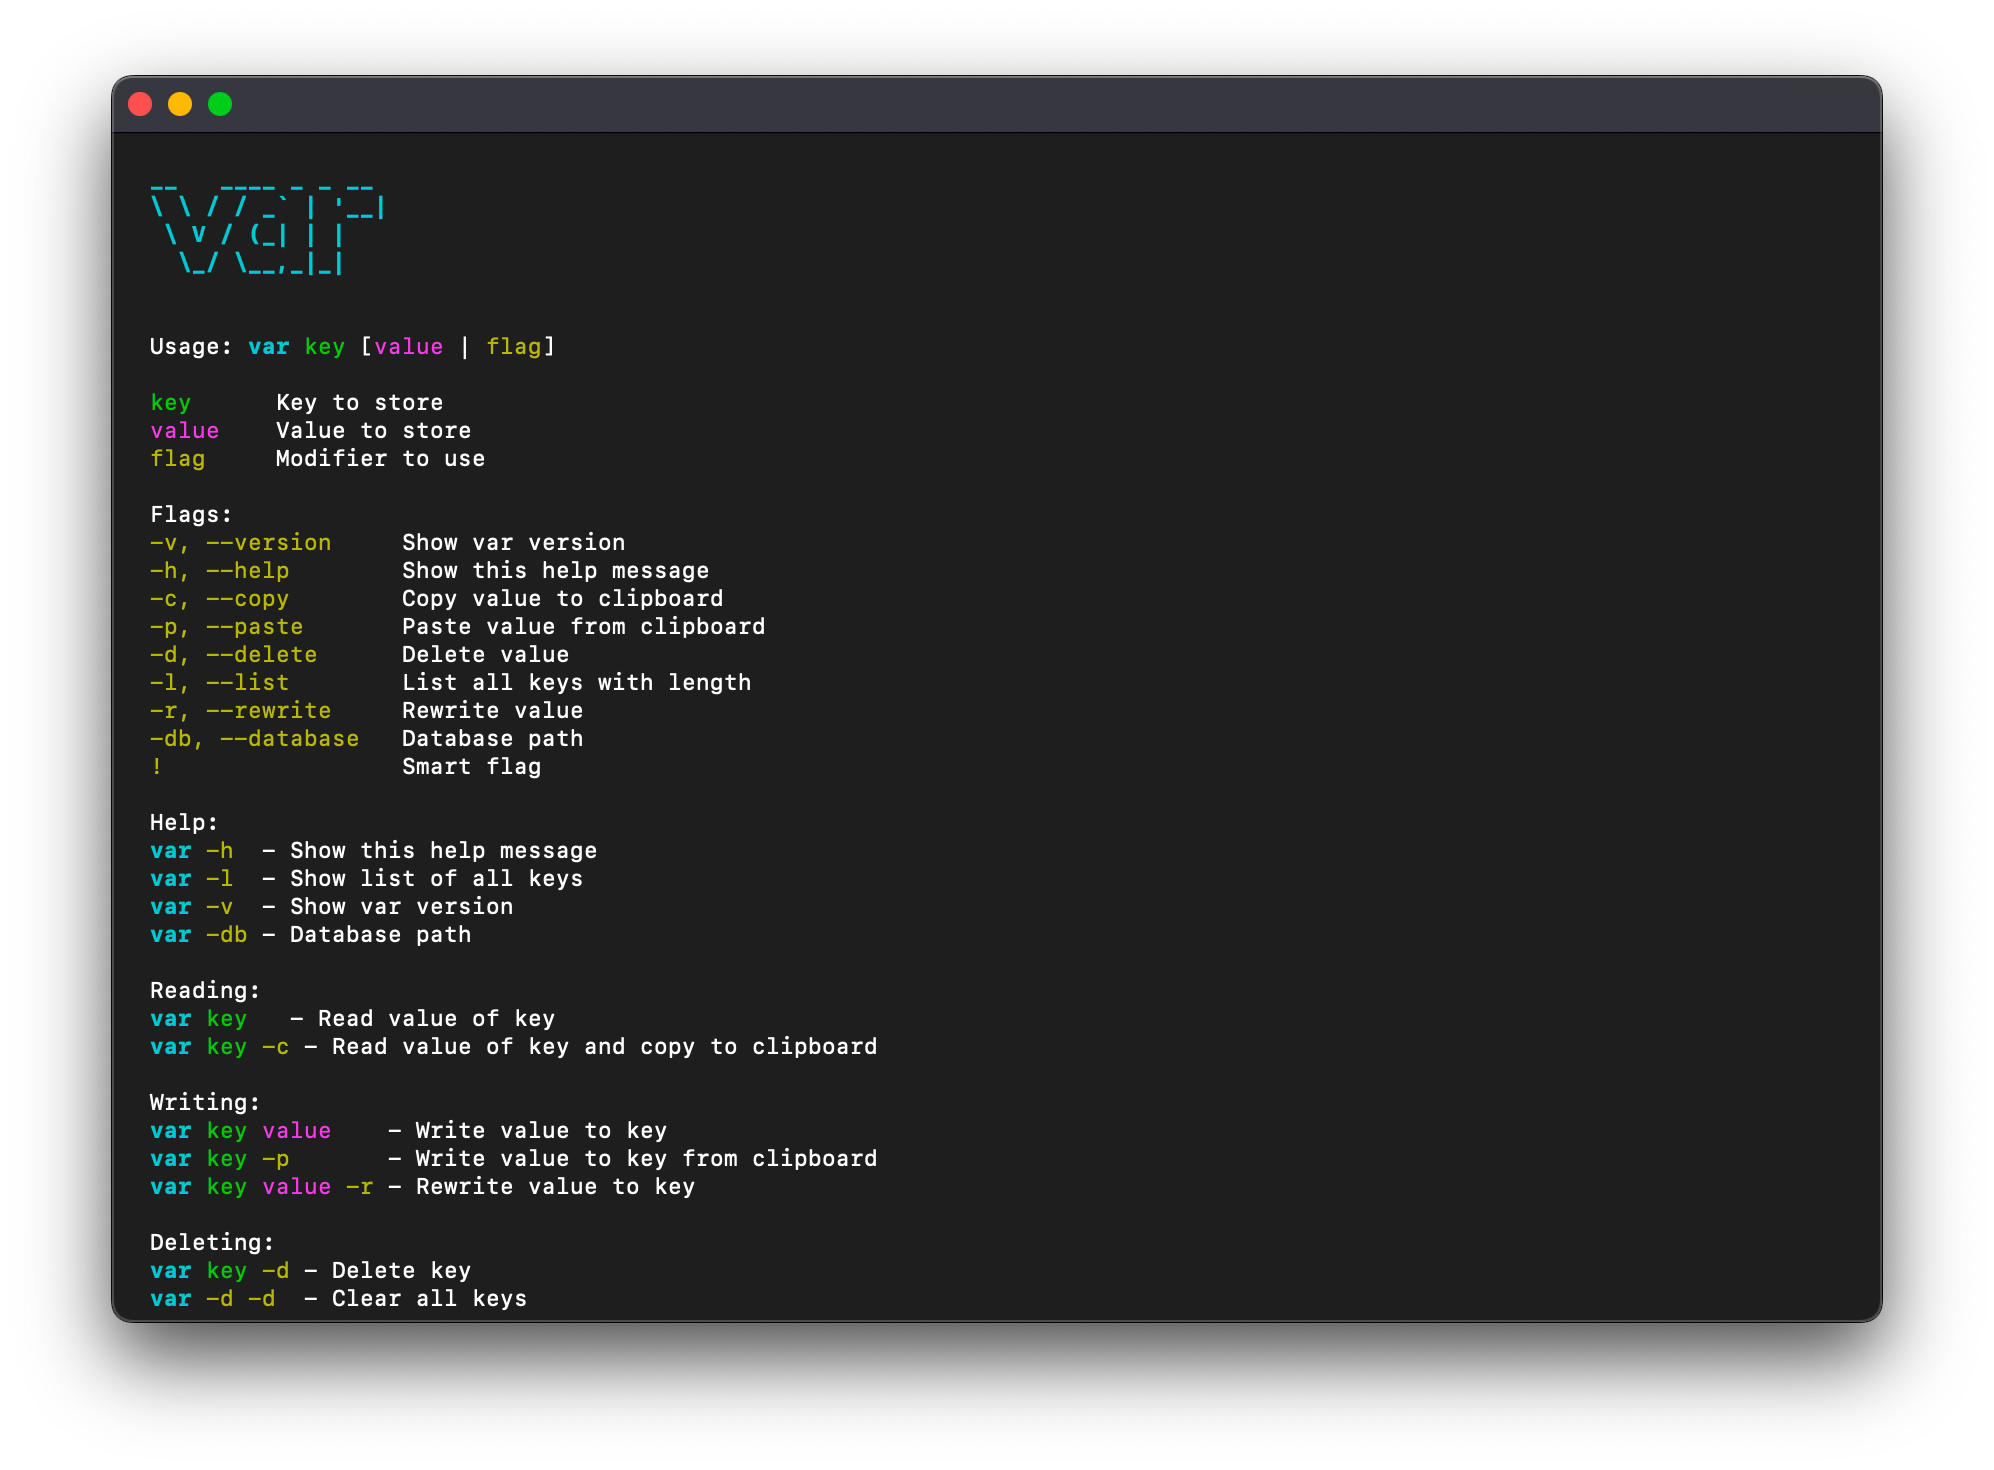 __   ____ _ _ __
\ \ / / _` | '__|
 \ V / (_| | |
  \_/ \__,_|_|
Usage: var key [value | flag]
key      Key to store
value    Value to store
flag     Modifier to use
Flags:
-v, --version     Show var version
-h, --help        Show this help message
-c, --copy        Copy value to clipboard
-p, --paste       Paste value from clipboard
-d, --delete      Delete value
-l, --list        List all keys with length
-r, --rewrite     Rewrite value
-db, --database   Database path
!                 Smart flag
Help:
var -h  - Show this help message
var -l  - Show list of all keys
var -v  - Show var version
var -db - Database path
Reading:
var key   - Read value of key
var key -c - Read value of key and copy to clipboard
Writing:
var key value    - Write value to key
var key -p       - Write value to key from clipboard
var key value -r - Rewrite value to key
Deleting:
var key -d - Delete key
var -d -d  - Clear all keys